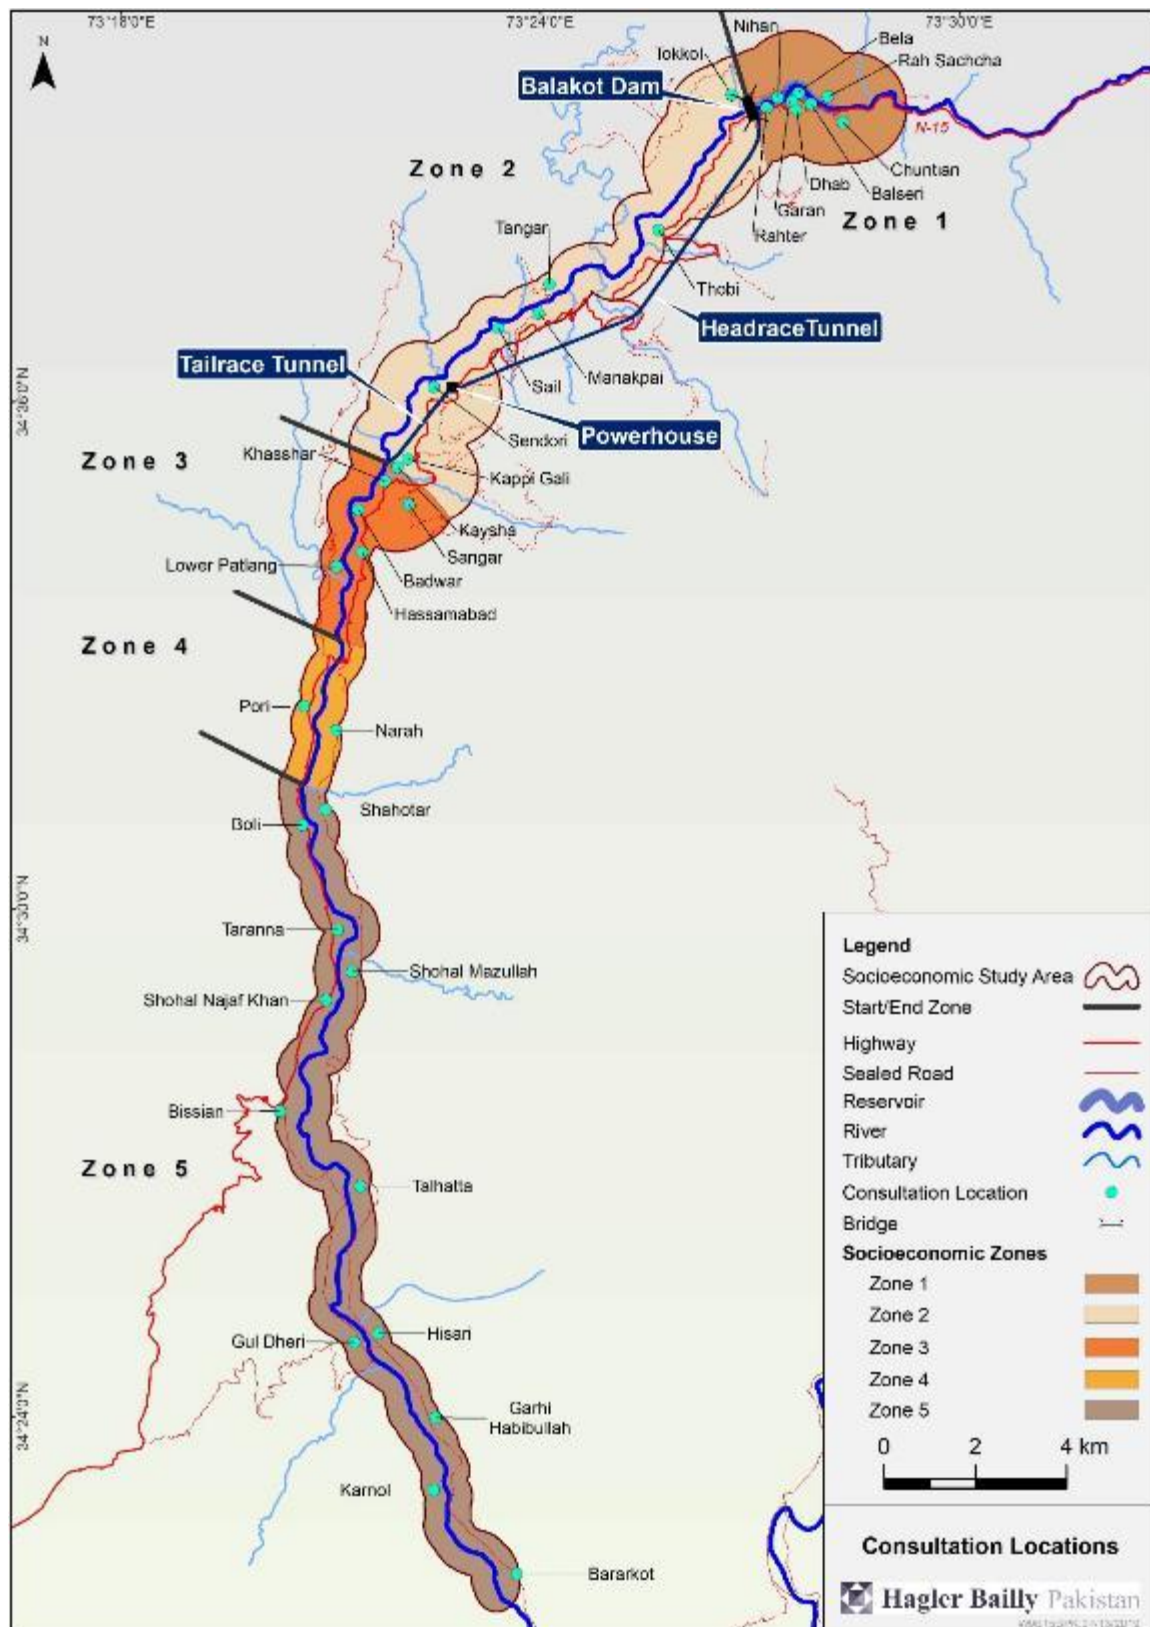 73°18'0"E
73°24'0"E
73°30'0"E
N
Nihan
Bela
Iokkol
Rah Sachcha
Balakot Dam
N-15
Zone 2
Chuntian
Dhab
Balseri
Garan
Zone 1
Rahter
Tangar
Thobi
Headrace Tunnel
Tailrace Tunnel
Manakpai
Sail
34°36'0"N
Sendori
Powerhouse
Khasshar
Zone 3
Kappi Gali
Kaysha
Sangar
Lower Patlang
Badwar
Hassamabad
Zone 4
Pori
Narah
Shahotar
Boli
34°30'0"N
Taranna
Shohal Mazullah
Shohal Najaf Khan
Bissian
Zone 5
Talhatta
Gul Dheri
Hisari
34°24'0"N
Garhi
Habibullah
Karnol
Bararkot
Legend
Socioeconomic Study Area
Start/End Zone
Highway
Sealed Road
Reservoir
River
Tributary
Consultation Location
Bridge
Socioeconomic Zones
Zone 1
Zone 2
Zone 3
Zone 4
Zone 5
0 2 4 km
Consultation Locations
Hagler Bailly Pakistan